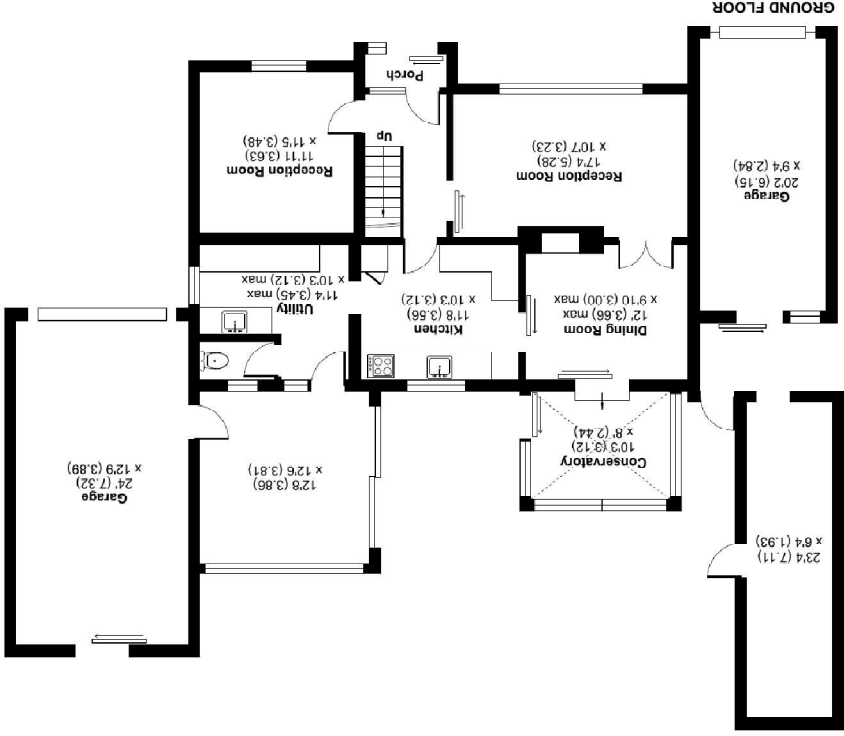 23'4 (7.11)
x 6'4 (1.93)
Conservatory
10'3 (3.12)
x 8' (2.44)
12'8 (3.86)
x 12'6 (3.81)
Garage
24' (7.32)
x 12'9 (3.89)
Dining Room
12' (3.66) max
x 9'10 (3.00) max
Kitchen
11'8 (3.56)
x 10'3 (3.12)
Utility
11'4 (3.45) max
x 10'3 (3.12) max
Garage
20'2 (6.15)
x 9'4 (2.84)
Reception Room
17'4 (5.28)
x 10'7 (3.23)
Up
Reception Room
11'11 (3.63)
x 11'5 (3.48)
Porch
GROUND FLOOR